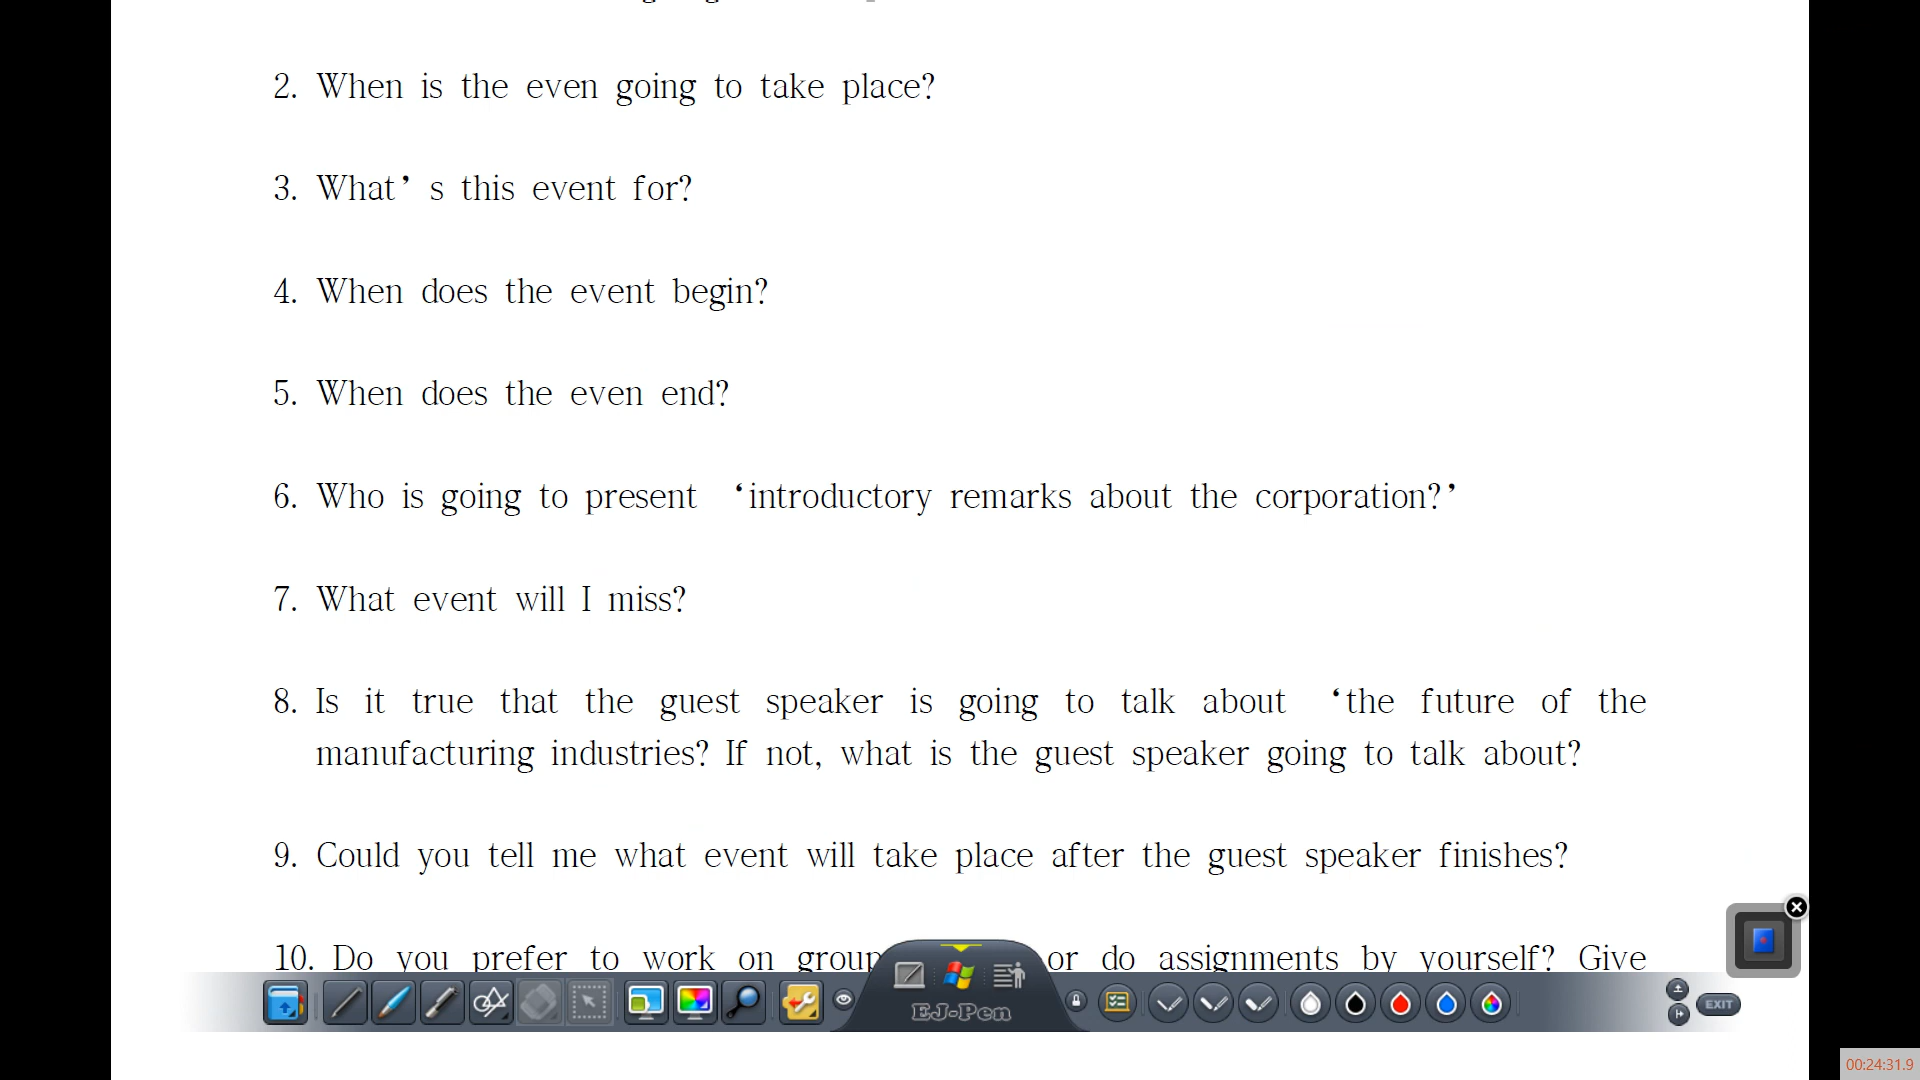 2. When is the even going to take place?
3. What’s this event for?
4. When does the event begin?
5. When does the even end?
6. Who is going to present ‘introductory remarks about the corporation?’
7. What event will I miss?
8. Is it true that the guest speaker is going to talk about ‘the future of the
manufacturing industries? If not, what is the guest speaker going to talk about?
9. Could you tell me what event will take place after the guest speaker finishes?
10. Do you prefer to work on group or do assignments by yourself? Give
EJ-Pen
EXIT
00:24:31.9